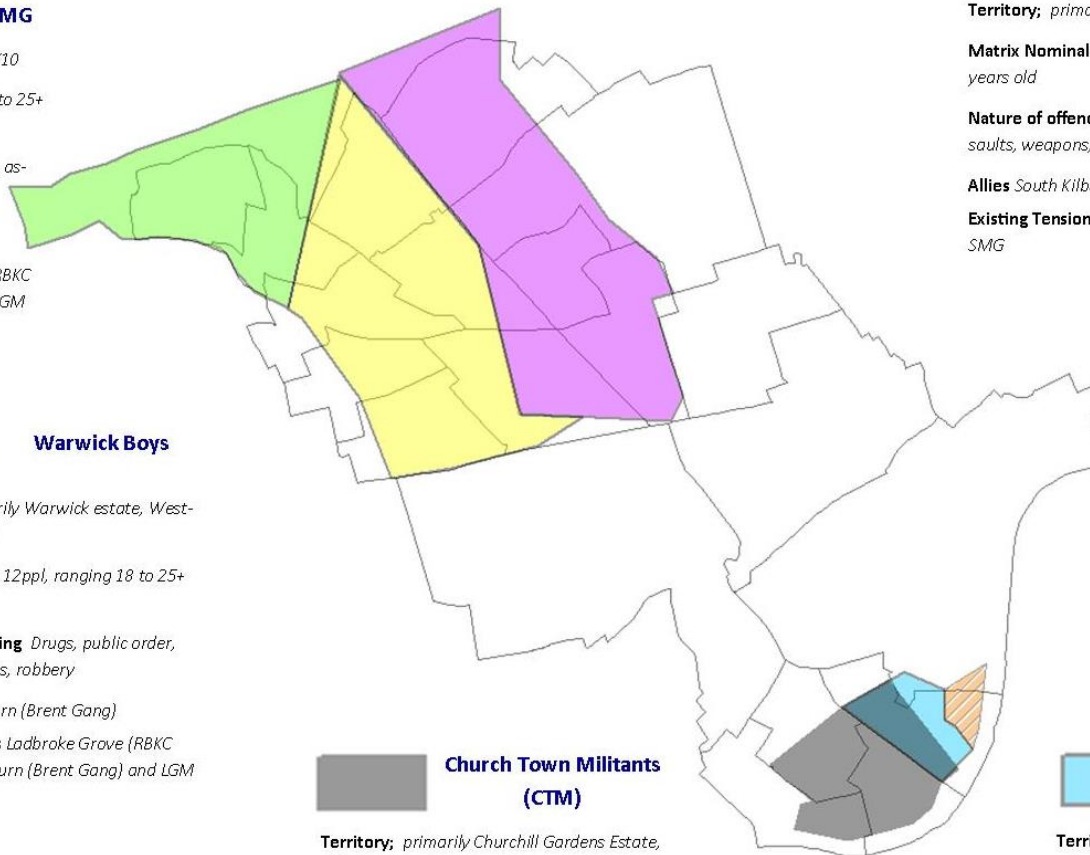 MG
10
to 25+
as-
RBKC
GM
Warwick Boys
rily Warwick estate, West-
12ppl, ranging 18 to 25+
ing Drugs, public order,
s, robbery
rn (Brent Gang)
s Ladbroke Grove (RBKC
urn (Brent Gang) and LGM
Church Town Militants
(CTM)
Territory; primarily Churchill Gardens Estate,
Territory; prima
Matrix Nominal
years old
Nature of offenc
saults, weapons,
Allies South Kilb
Existing Tension
SMG
Terri